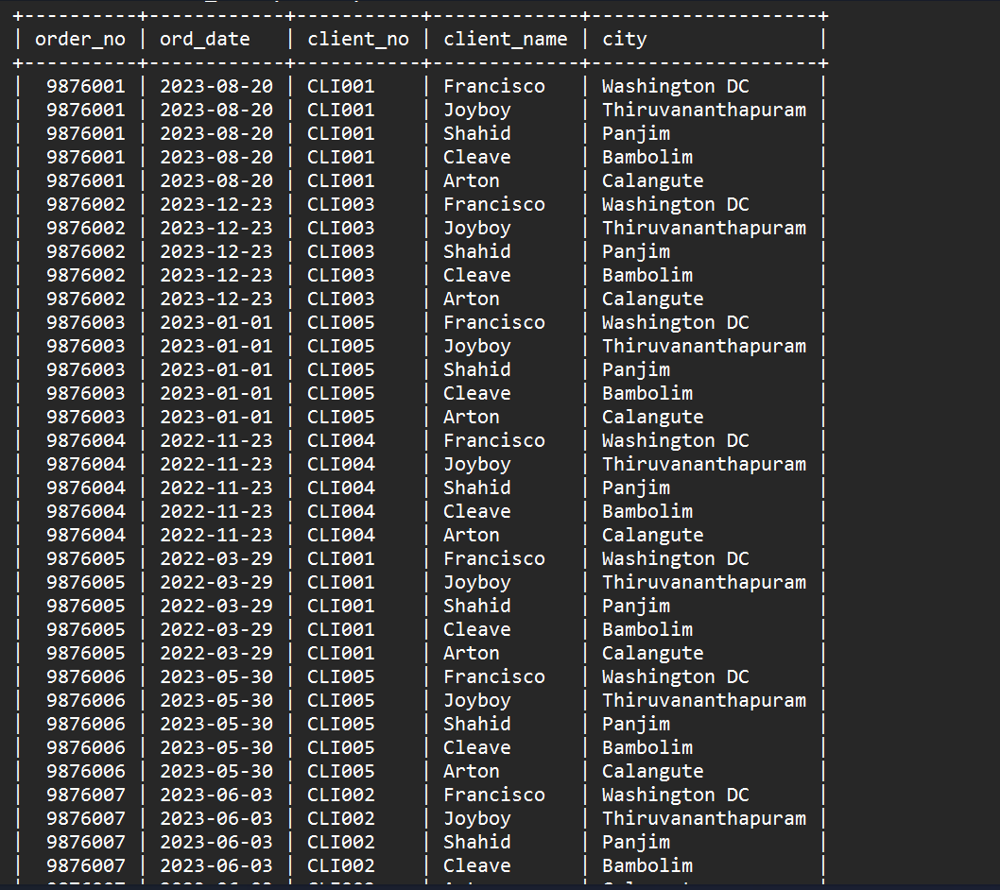 +----------+------------+-----------+-------------+--------------------+
| order_no | ord_date   | client_no | client_name | city               |
+----------+------------+-----------+-------------+--------------------+
|  9876001 | 2023-08-20 | CLI001    | Francisco   | Washington DC      |
|  9876001 | 2023-08-20 | CLI001    | Joyboy      | Thiruvananthapuram |
|  9876001 | 2023-08-20 | CLI001    | Shahid      | Panjim             |
|  9876001 | 2023-08-20 | CLI001    | Cleave      | Bambolim           |
|  9876001 | 2023-08-20 | CLI001    | Arton       | Calangute          |
|  9876002 | 2023-12-23 | CLI003    | Francisco   | Washington DC      |
|  9876002 | 2023-12-23 | CLI003    | Joyboy      | Thiruvananthapuram |
|  9876002 | 2023-12-23 | CLI003    | Shahid      | Panjim             |
|  9876002 | 2023-12-23 | CLI003    | Cleave      | Bambolim           |
|  9876002 | 2023-12-23 | CLI003    | Arton       | Calangute          |
|  9876003 | 2023-01-01 | CLI005    | Francisco   | Washington DC      |
|  9876003 | 2023-01-01 | CLI005    | Joyboy      | Thiruvananthapuram |
|  9876003 | 2023-01-01 | CLI005    | Shahid      | Panjim             |
|  9876003 | 2023-01-01 | CLI005    | Cleave      | Bambolim           |
|  9876003 | 2023-01-01 | CLI005    | Arton       | Calangute          |
|  9876004 | 2022-11-23 | CLI004    | Francisco   | Washington DC      |
|  9876004 | 2022-11-23 | CLI004    | Joyboy      | Thiruvananthapuram |
|  9876004 | 2022-11-23 | CLI004    | Shahid      | Panjim             |
|  9876004 | 2022-11-23 | CLI004    | Cleave      | Bambolim           |
|  9876004 | 2022-11-23 | CLI004    | Arton       | Calangute          |
|  9876005 | 2022-03-29 | CLI001    | Francisco   | Washington DC      |
|  9876005 | 2022-03-29 | CLI001    | Joyboy      | Thiruvananthapuram |
|  9876005 | 2022-03-29 | CLI001    | Shahid      | Panjim             |
|  9876005 | 2022-03-29 | CLI001    | Cleave      | Bambolim           |
|  9876005 | 2022-03-29 | CLI001    | Arton       | Calangute          |
|  9876006 | 2023-05-30 | CLI005    | Francisco   | Washington DC      |
|  9876006 | 2023-05-30 | CLI005    | Joyboy      | Thiruvananthapuram |
|  9876006 | 2023-05-30 | CLI005    | Shahid      | Panjim             |
|  9876006 | 2023-05-30 | CLI005    | Cleave      | Bambolim           |
|  9876006 | 2023-05-30 | CLI005    | Arton       | Calangute          |
|  9876007 | 2023-06-03 | CLI002    | Francisco   | Washington DC      |
|  9876007 | 2023-06-03 | CLI002    | Joyboy      | Thiruvananthapuram |
|  9876007 | 2023-06-03 | CLI002    | Shahid      | Panjim             |
|  9876007 | 2023-06-03 | CLI002    | Cleave      | Bambolim           |